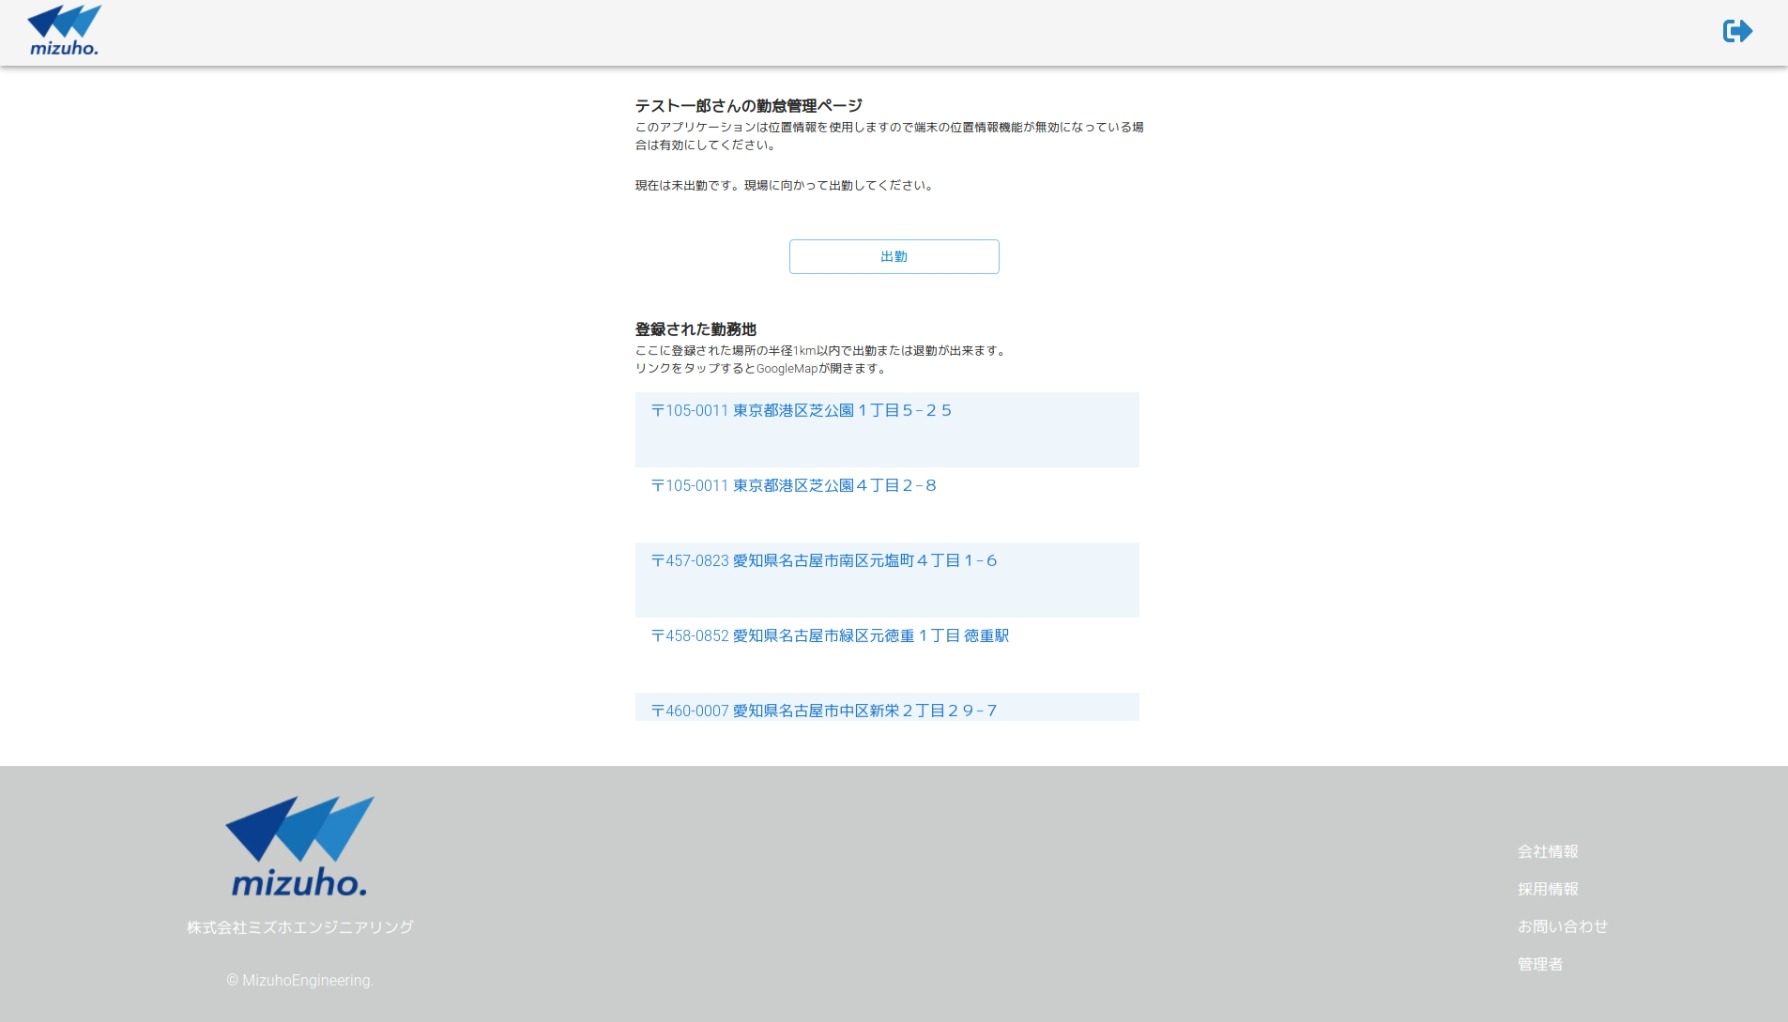 mizuho.
テスト一郎さんの勤怠管理ページ
このアプリケーションは位置情報を使用しますので端末の位置情報機能が無効になっている場
合は有効にしてください。
現在は未出勤です。現場に向かって出勤してください。
出勤
登録された勤務地
ここに登録された場所の半径1km以内で出勤または退勤が出来ます。
リンクをタップするとGoogleMapが開きます。
〒105-0011 東京都港区芝公園１丁目５−２５
〒105-0011 東京都港区芝公園４丁目２−８
〒457-0823 愛知県名古屋市南区元塩町４丁目１−６
〒458-0852 愛知県名古屋市緑区元徳重１丁目 徳重駅
〒460-0007 愛知県名古屋市中区新栄２丁目２９−７
mizuho.
株式会社ミズホエンジニアリング
© MizuhoEngineering.
会社情報
採用情報
お問い合わせ
管理者